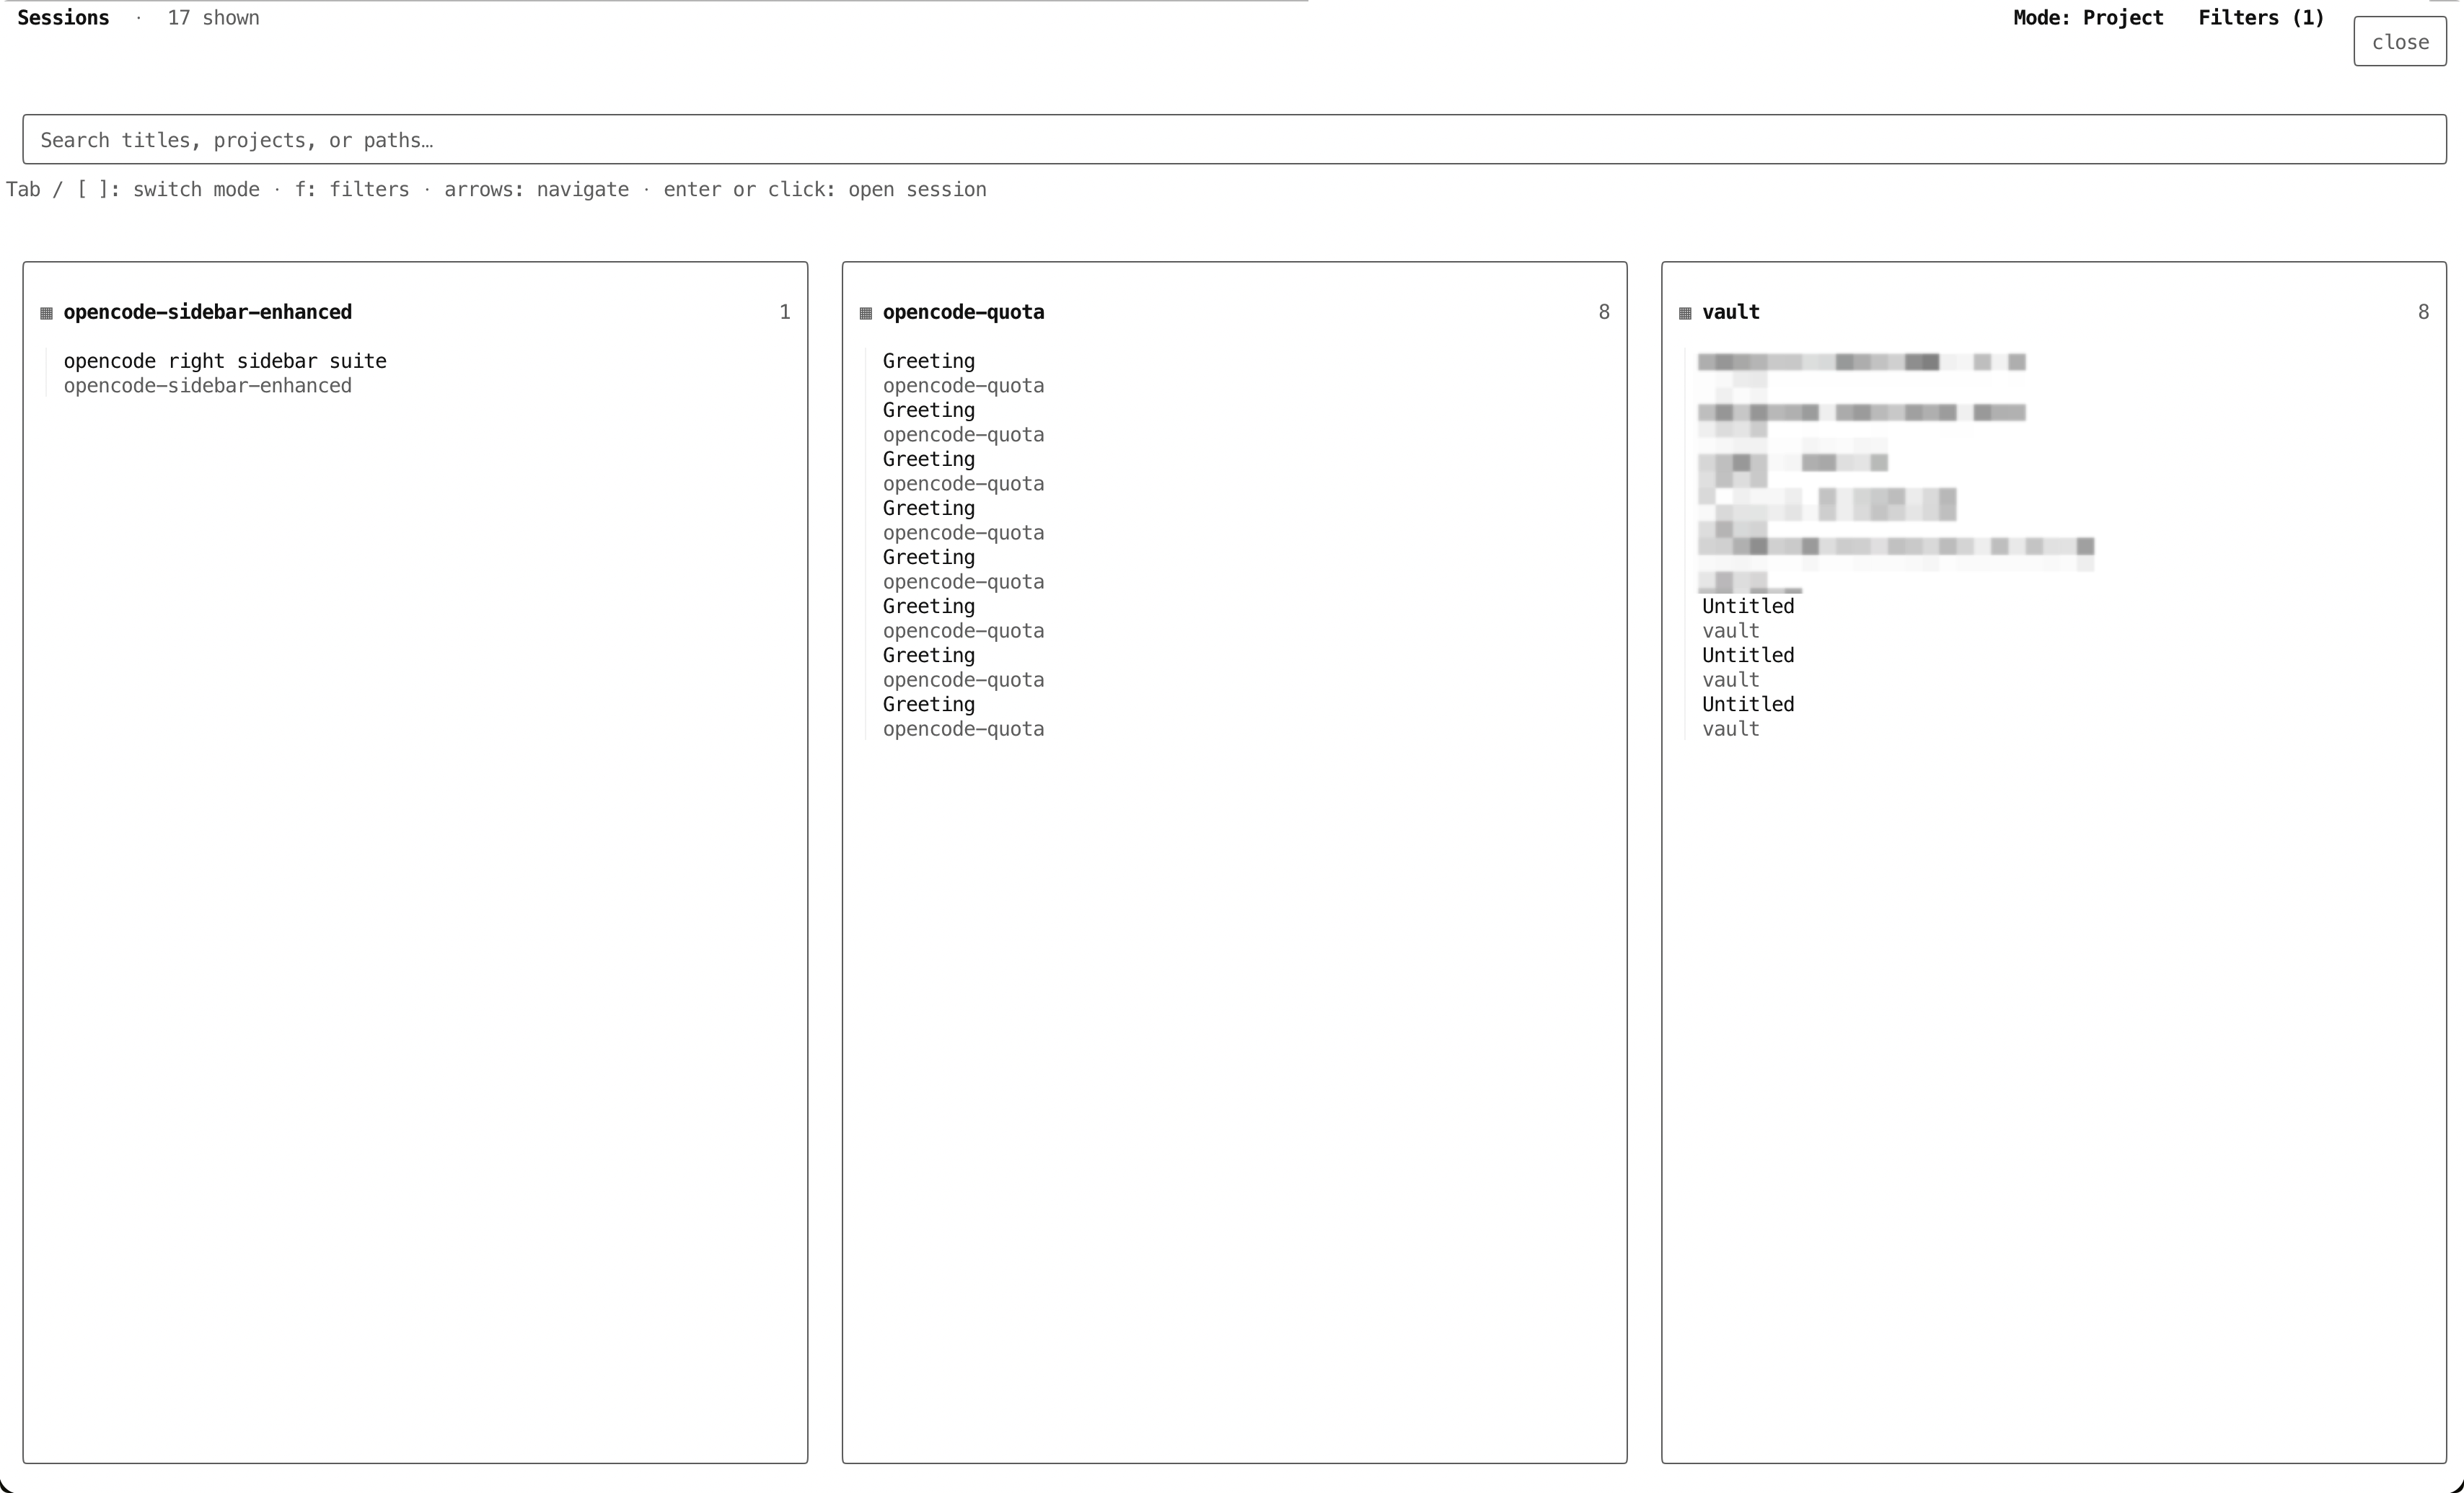 Sessions · 17 shown
Mode: Project Filters (1)
close
Search titles, projects, or paths…
Tab / [ ]: switch mode · f: filters · arrows: navigate · enter or click: open session
opencode-sidebar-enhanced 1
opencode right sidebar suite
opencode-sidebar-enhanced
opencode-quota 8
Greeting
opencode-quota
Greeting
opencode-quota
Greeting
opencode-quota
Greeting
opencode-quota
Greeting
opencode-quota
Greeting
opencode-quota
Greeting
opencode-quota
Greeting
opencode-quota
vault 8
Untitled
vault
Untitled
vault
Untitled
vault